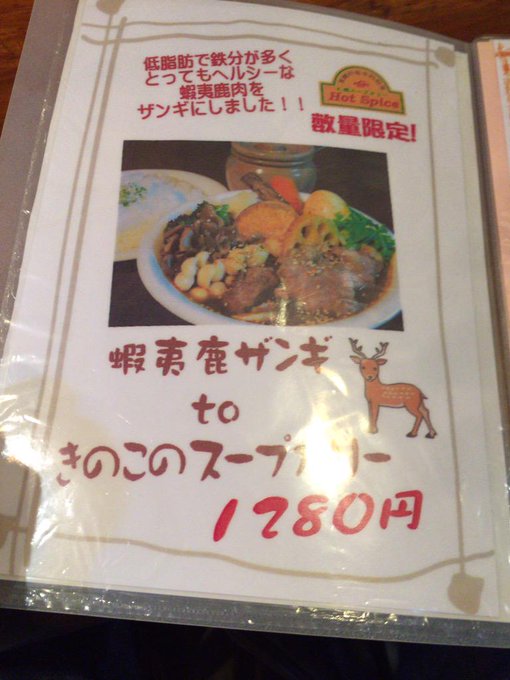 低脂肪で鉄分が多く
とってもヘルシーな
蝦夷鹿肉を
ザンギにしました！！
Hot Spice
数量限定!
蝦夷鹿ザンギ
to
きのこのスープカリー
1280円